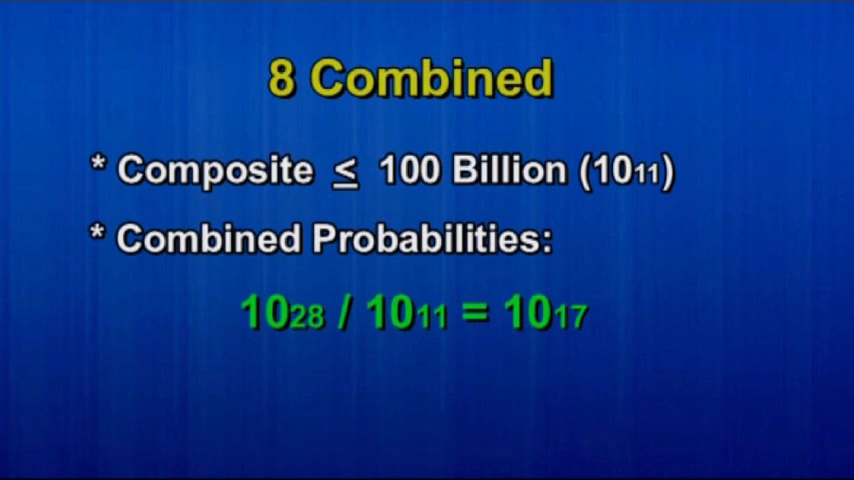 8 Combined
* Composite ≤ 100 Billion (10₁₁)
* Combined Probabilities:
10₂₈ / 10₁₁ = 10₁₇